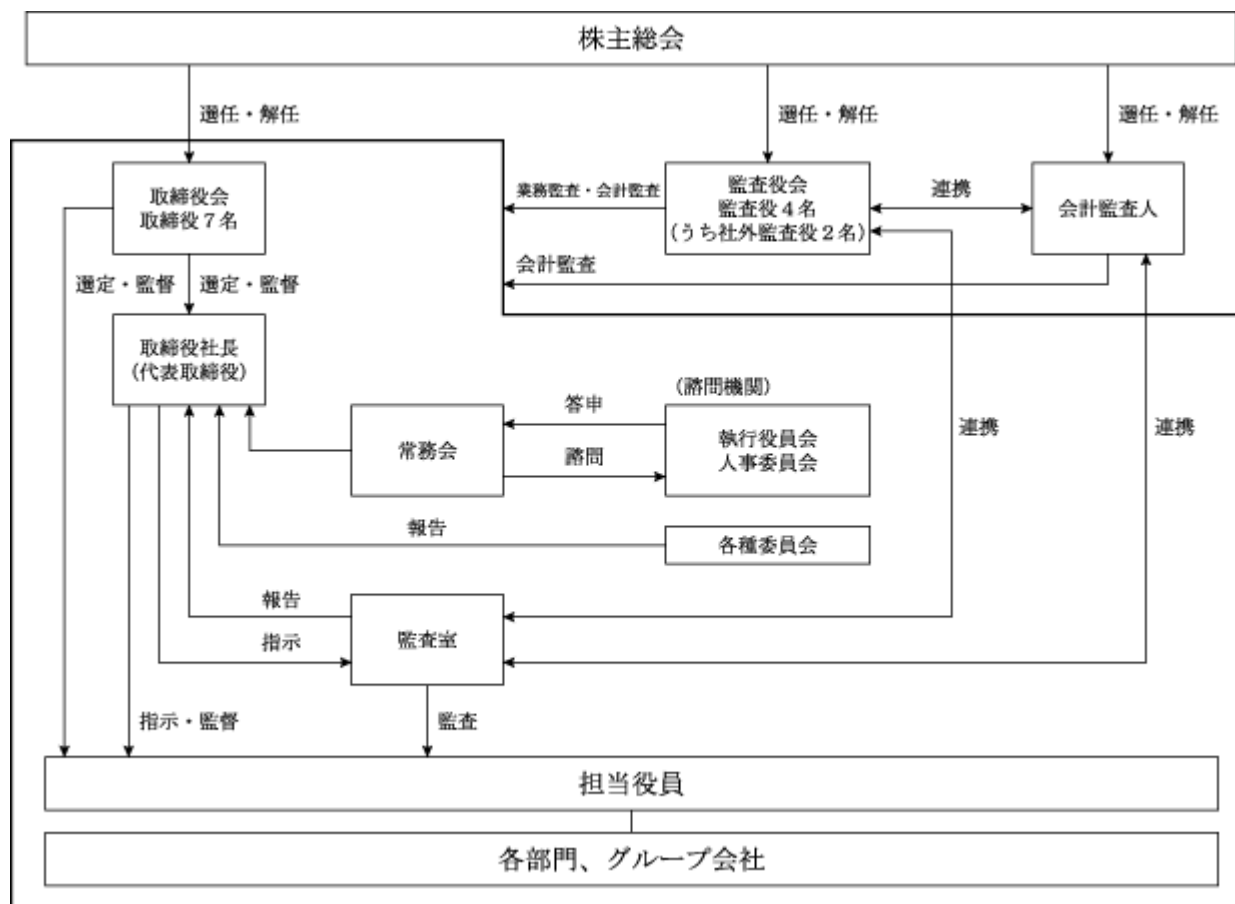 株主総会
選任・解任
選任・解任
選任・解任
取締役会
取締役7名
業務監査・会計監査
監査役会
監査役4名
(うち社外監査役2名)
連携
会計監査人
会計監査
選定・監督
選定・監督
取締役社長
(代表取締役)
(諮問機関)
答申
常務会
諮問
執行役員会
人事委員会
連携
連携
報告
各種委員会
報告
監査室
指示
指示・監督
監査
担当役員
各部門、グループ会社